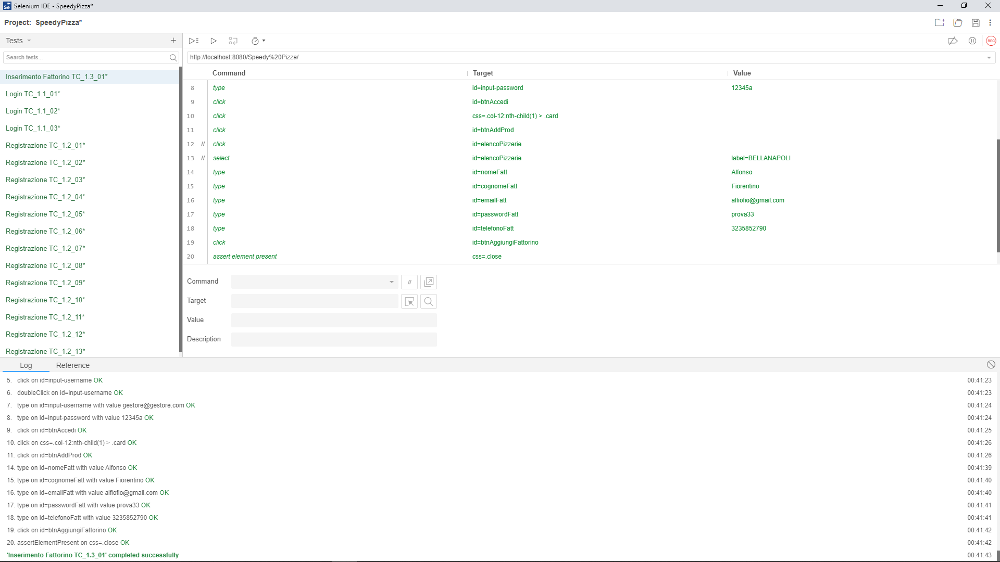 Selenium IDE - SpeedyPizza*
Project: SpeedyPizza*
Tests
Search tests...
Inserimento Fattorino TC_1.3_01*
Login TC_1.1_01*
Login TC_1.1_02*
Login TC_1.1_03*
Registrazione TC_1.2_01*
Registrazione TC_1.2_02*
Registrazione TC_1.2_03*
Registrazione TC_1.2_04*
Registrazione TC_1.2_05*
Registrazione TC_1.2_06*
Registrazione TC_1.2_07*
Registrazione TC_1.2_08*
Registrazione TC_1.2_09*
Registrazione TC_1.2_10*
Registrazione TC_1.2_11*
Registrazione TC_1.2_12*
Registrazione TC_1.2_13*
REC
http://localhost:8080/Speedy%20Pizza/
Command Target Value
8 type id=input-password 12345a
9 click id=btnAccedi
10 click css=.col-12:nth-child(1) > .card
11 click id=btnAddProd
12 // click id=elencoPizzerie
13 // select id=elencoPizzerie label=BELLANAPOLI
14 type id=nomeFatt Alfonso
15 type id=cognomeFatt Fiorentino
16 type id=emailFatt alfiofio@gmail.com
17 type id=passwordFatt prova33
18 type id=telefonoFatt 3235852790
19 click id=btnAggiungiFattorino
20 assert element present css=.close
Command //
Target
Value
Description
Log Reference
5. click on id=input-username OK 00:41:23
6. doubleClick on id=input-username OK 00:41:23
7. type on id=input-username with value gestore@gestore.com OK 00:41:24
8. type on id=input-password with value 12345a OK 00:41:24
9. click on id=btnAccedi OK 00:41:25
10. click on css=.col-12:nth-child(1) > .card OK 00:41:26
11. click on id=btnAddProd OK 00:41:26
14. type on id=nomeFatt with value Alfonso OK 00:41:39
15. type on id=cognomeFatt with value Fiorentino OK 00:41:40
16. type on id=emailFatt with value alfiofio@gmail.com OK 00:41:40
17. type on id=passwordFatt with value prova33 OK 00:41:41
18. type on id=telefonoFatt with value 3235852790 OK 00:41:41
19. click on id=btnAggiungiFattorino OK 00:41:42
20. assertElementPresent on css=.close OK 00:41:42
'Inserimento Fattorino TC_1.3_01' completed successfully 00:41:43